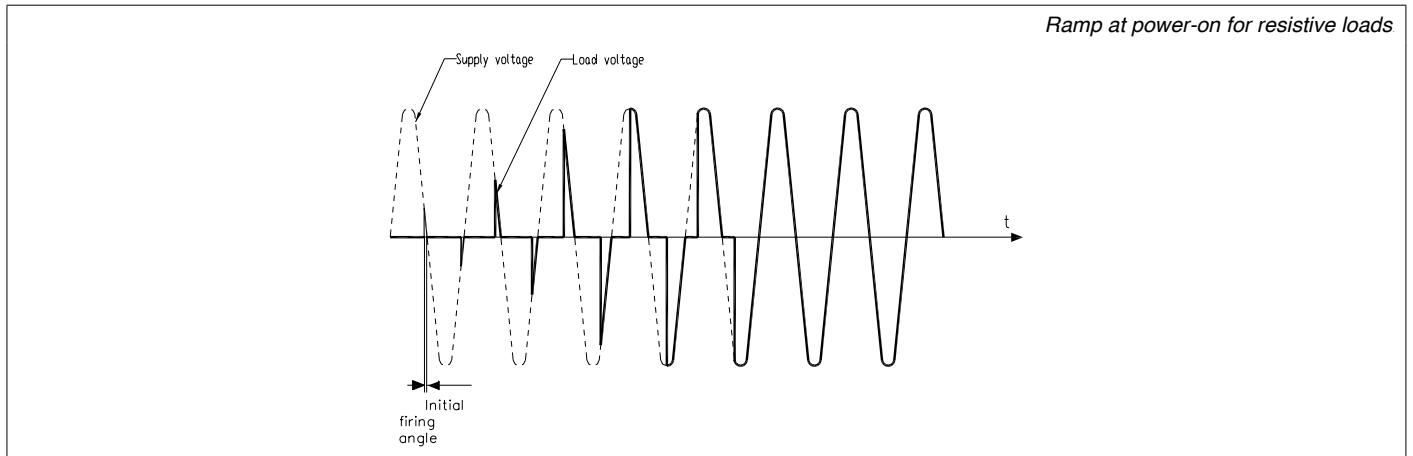 Ramp at power-on for resistive loads
Supply voltage
Load voltage
t
Initial
firing
angle